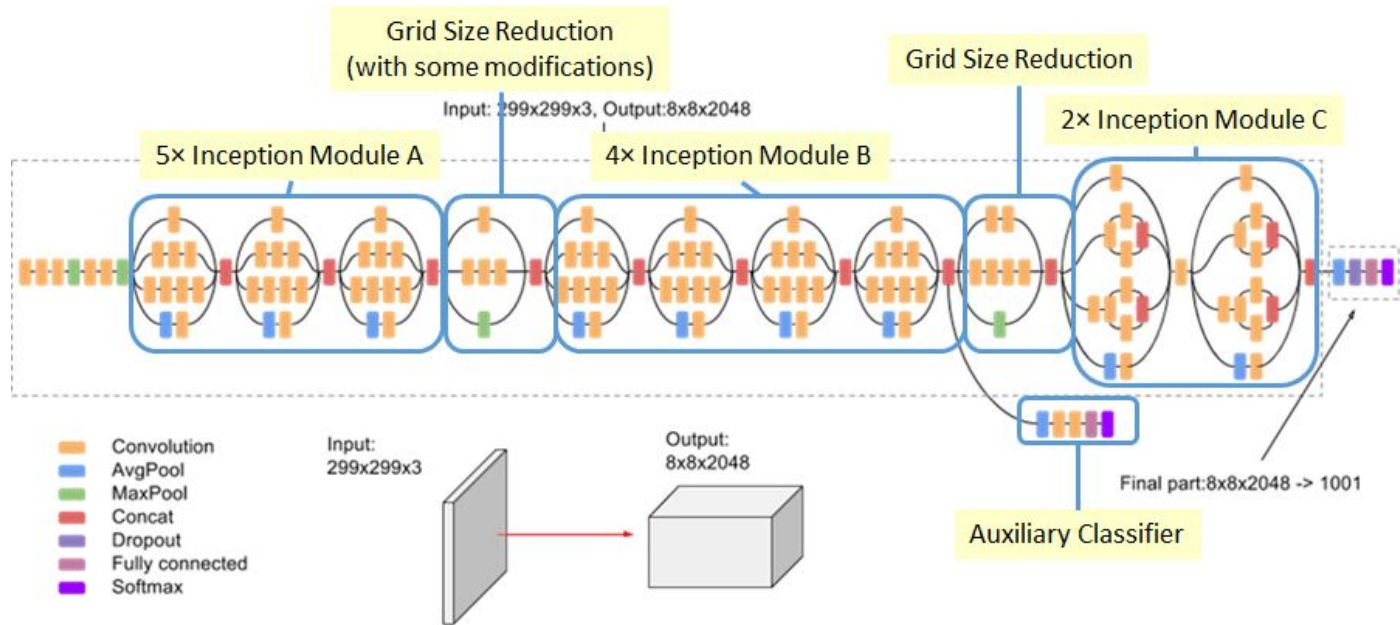 Grid Size Reduction
(with some modifications)
Grid Size Reduction
Input: 299x299x3, Output:8x8x2048
5× Inception Module A
4× Inception Module B
2× Inception Module C
Convolution
AvgPool
MaxPool
Concat
Dropout
Fully connected
Softmax
Input:
299x299x3
Output:
8x8x2048
Final part:8x8x2048 -> 1001
Auxiliary Classifier